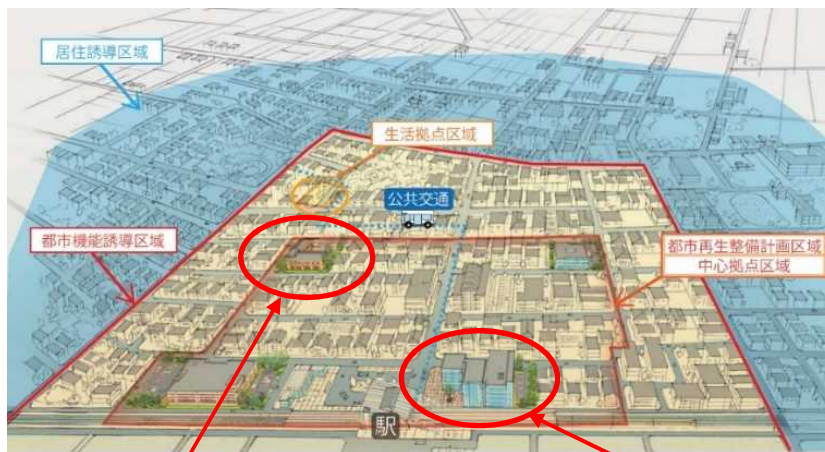 居住誘導区域
生活拠点区域
公共交通
都市機能誘導区域
都市再生整備計画区域
中心拠点区域
駅